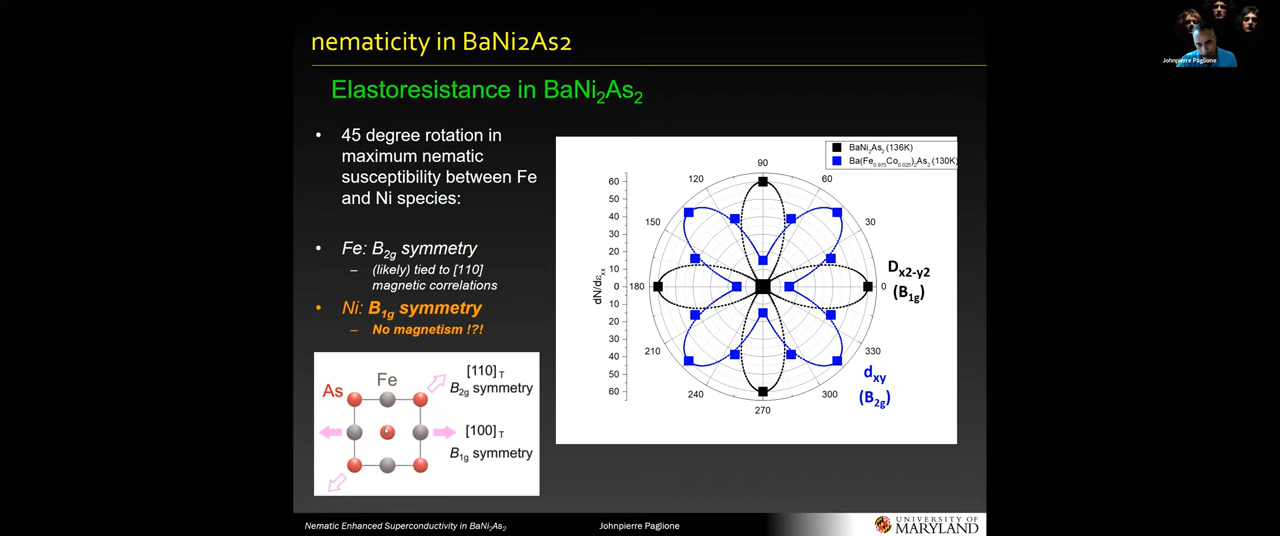 nematicity in BaNi2As2
Elastoresistance in BaNi₂As₂
• 45 degree rotation in
maximum nematic
susceptibility between Fe
and Ni species:
• Fe: B₂g symmetry
– (likely) tied to [110]
magnetic correlations
• Ni: B₁g symmetry
– No magnetism !?!
As
Fe
[110]T
B₂g symmetry
[100]T
B₁g symmetry
BaNi₂As₂ (136K)
Ba(Fe₀.₉₇₅Co₀.₀₂₅)₂As₂ (130K)
90
120
60
150
30
180
0
210
330
240
300
270
60
50
40
30
20
10
0
10
20
30
40
50
60
dN/dεxx
Dx2-y2
(B₁g)
dxy
(B₂g)
Nematic Enhanced Superconductivity in BaNi₂As₂
Johnpierre Paglione
UNIVERSITY OF
MARYLAND
Johnpierre Paglione